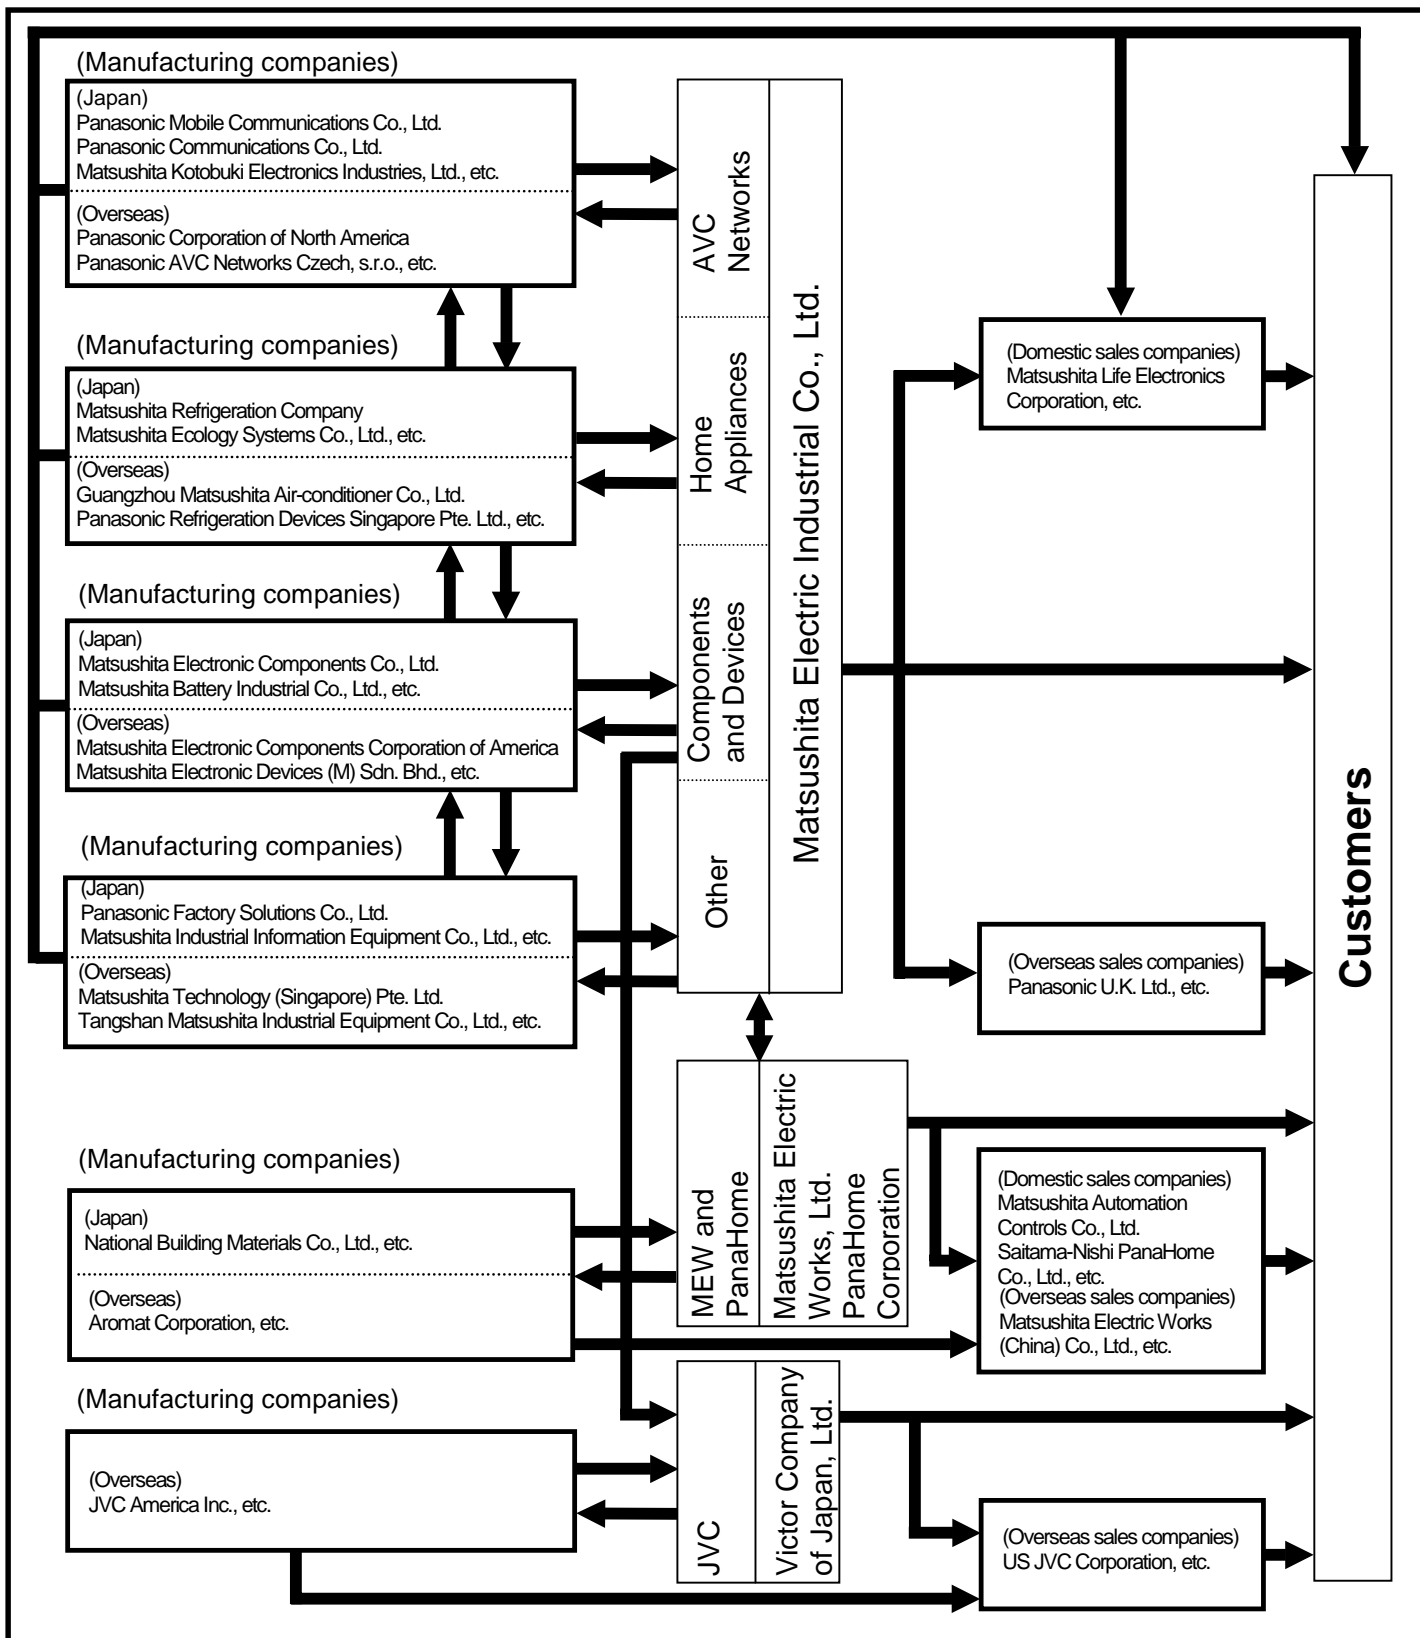 (Manufacturing companies)
(Japan)
Panasonic Mobile Communications Co., Ltd.
Panasonic Communications Co., Ltd.
Matsushita Kotobuki Electronics Industries, Ltd., etc.
(Overseas)
Panasonic Corporation of North America
Panasonic AVC Networks Czech, s.r.o., etc.
(Manufacturing companies)
(Japan)
Matsushita Refrigeration Company
Matsushita Ecology Systems Co., Ltd., etc.
(Overseas)
Guangzhou Matsushita Air-conditioner Co., Ltd.
Panasonic Refrigeration Devices Singapore Pte. Ltd., etc.
(Manufacturing companies)
(Japan)
Matsushita Electronic Components Co., Ltd.
Matsushita Battery Industrial Co., Ltd., etc.
(Overseas)
Matsushita Electronic Components Corporation of America
Matsushita Electronic Devices (M) Sdn. Bhd., etc.
(Manufacturing companies)
(Japan)
Panasonic Factory Solutions Co., Ltd.
Matsushita Industrial Information Equipment Co., Ltd., etc.
(Overseas)
Matsushita Technology (Singapore) Pte. Ltd.
Tangshan Matsushita Industrial Equipment Co., Ltd., etc.
(Manufacturing companies)
(Japan)
National Building Materials Co., Ltd., etc.
(Overseas)
Aromat Corporation, etc.
(Manufacturing companies)
(Overseas)
JVC America Inc., etc.
AVC
Networks
Home
Appliances
Components
and Devices
Other
Matsushita Electric Industrial Co., Ltd.
MEW and
PanaHome
Matsushita Electric
Works, Ltd.
PanaHome
Corporation
JVC
Victor Company
of Japan, Ltd.
(Domestic sales companies)
Matsushita Life Electronics
Corporation, etc.
(Overseas sales companies)
Panasonic U.K. Ltd., etc.
(Domestic sales companies)
Matsushita Automation
Controls Co., Ltd.
Saitama-Nishi PanaHome
Co., Ltd., etc.
(Overseas sales companies)
Matsushita Electric Works
(China) Co., Ltd., etc.
(Overseas sales companies)
US JVC Corporation, etc.
Customers